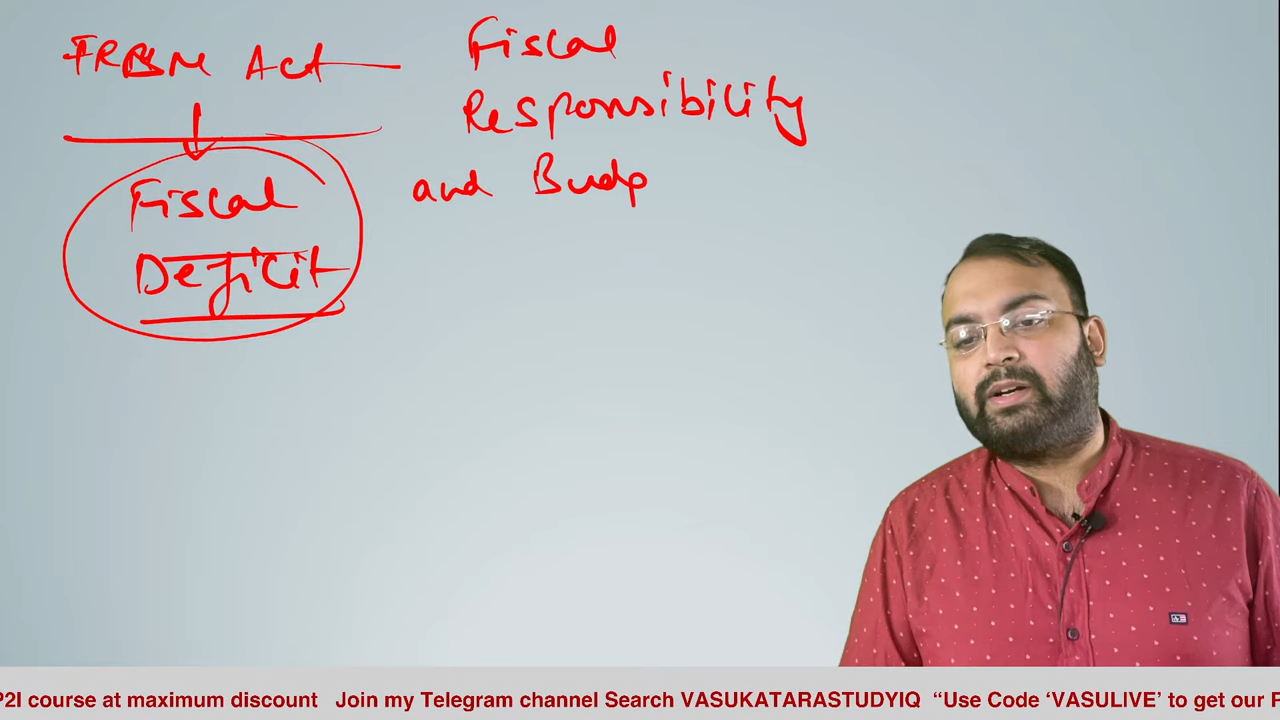 FRBM Act
Fiscal
Responsibility
and Budg
Fiscal
Deficit
P2I course at maximum discount Join my Telegram channel Search VASUKATARASTUDYIQ “Use Code ‘VASULIVE’ to get our